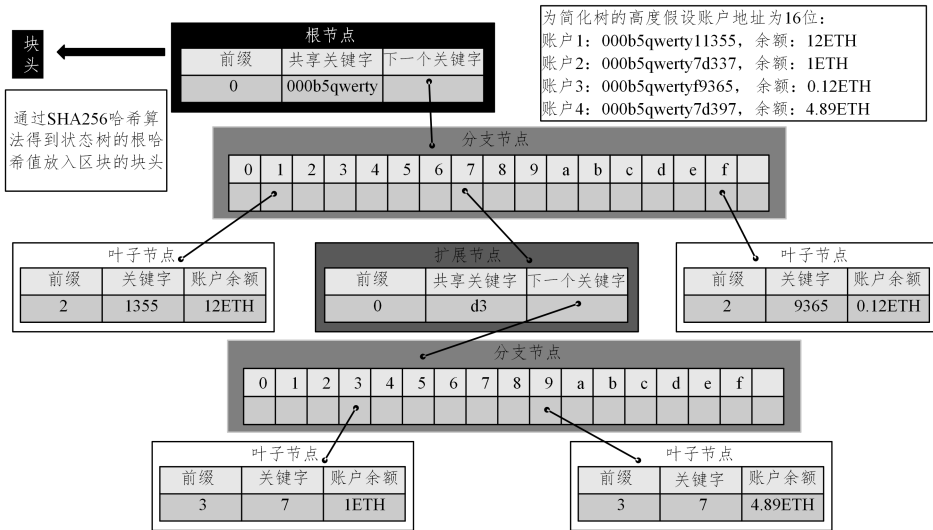 为简化树的高度假设账户地址为16位：
账户1：000b5qwerty11355，余额：12ETH
账户2：000b5qwerty7d337，余额：1ETH
账户3：000b5qwertyf9365，余额：0.12ETH
账户4：000b5qwerty7d397，余额：4.89ETH
块头
根节点
前缀 共享关键字 下一个关键字
0 000b5qwerty
通过SHA256哈希算
法得到状态树的根哈
希值放入区块的块头
分支节点
0 1 2 3 4 5 6 7 8 9 a b c d e f
叶子节点
前缀 关键字 账户余额
2 1355 12ETH
扩展节点
前缀 共享关键字 下一个关键字
0 d3
叶子节点
前缀 关键字 账户余额
2 9365 0.12ETH
分支节点
0 1 2 3 4 5 6 7 8 9 a b c d e f
叶子节点
前缀 关键字 账户余额
3 7 1ETH
叶子节点
前缀 关键字 账户余额
3 7 4.89ETH